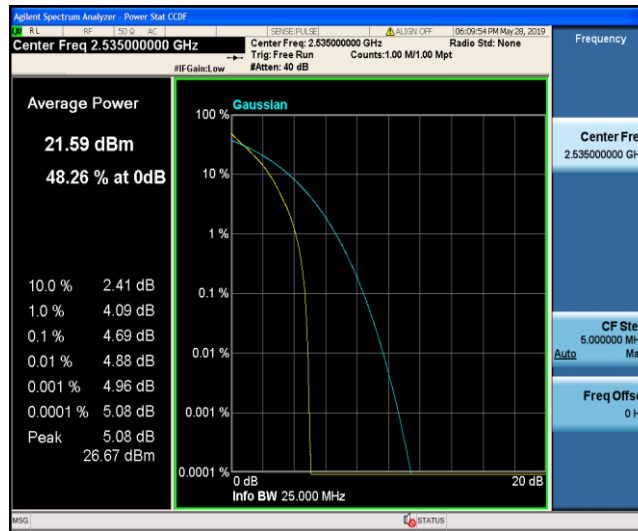 Agilent Spectrum Analyzer - Power Stat CCDF
RL RF 50 Ω AC SENSE:PULSE ALIGN OFF 06:09:54 PM May 28, 2019
Center Freq 2.535000000 GHz
Center Freq: 2.535000000 GHz Radio Std: None
Trig: Free Run Counts:1.00 M/1.00 Mpt
#IFGain:Low #Atten: 40 dB
Frequency
Average Power
21.59 dBm
48.26 % at 0dB
10.0 % 2.41 dB
1.0 % 4.09 dB
0.1 % 4.69 dB
0.01 % 4.88 dB
0.001 % 4.96 dB
0.0001 % 5.08 dB
Peak 5.08 dB
26.67 dBm
Gaussian
100 %
10 %
1 %
0.1 %
0.01 %
0.001 %
0.0001 %
0 dB 20 dB
Info BW 25.000 MHz
Center Fre
2.535000000 GH
CF Ste
5.000000 MH
Auto Ma
Freq Offs
0 H
MSG STATUS